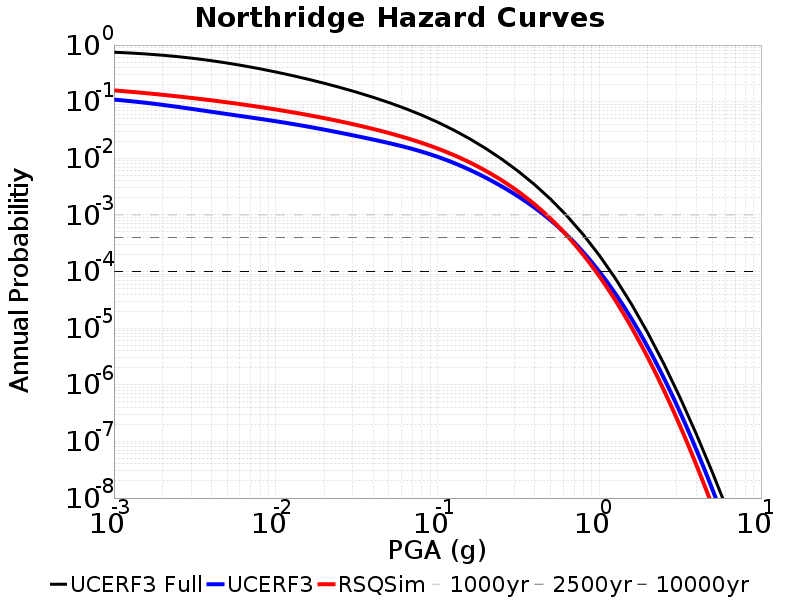 Northridge Hazard Curves
Annual Probabilitiy
10^0
10^-1
10^-2
10^-3
10^-4
10^-5
10^-6
10^-7
10^-8
10^-3 10^-2 10^-1 10^0 10^1
PGA (g)
UCERF3 Full UCERF3 RSQSim 1000yr 2500yr 10000yr